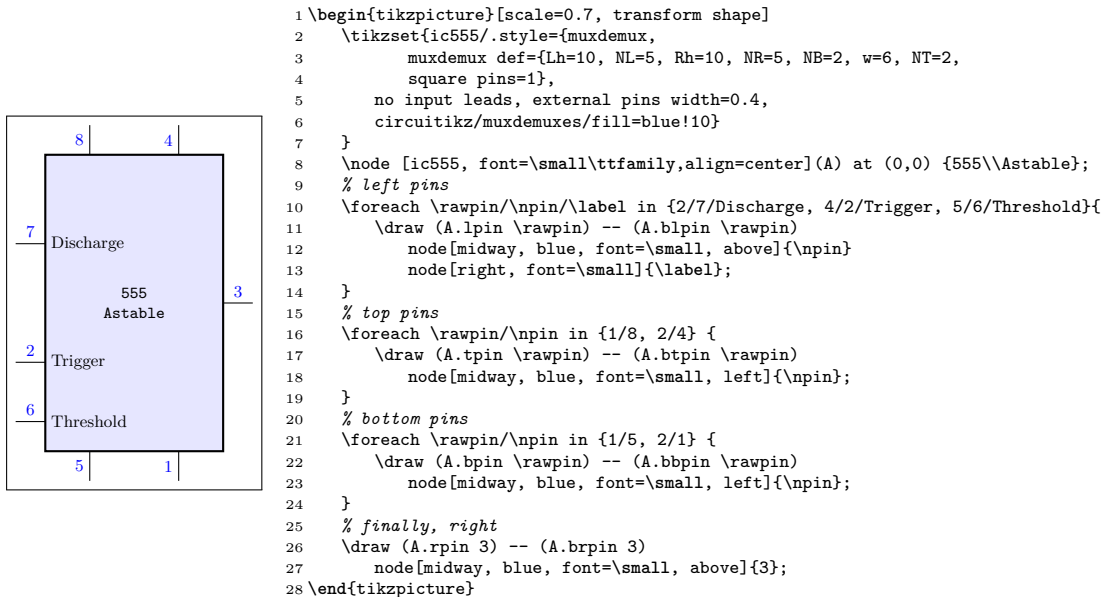 8 4
7
Discharge
555
Astable
3
2
Trigger
6
Threshold
5 1
1 \begin{tikzpicture}[scale=0.7, transform shape]
2 \tikzset{ic555/.style={muxdemux,
3 muxdemux def={Lh=10, NL=5, Rh=10, NR=5, NB=2, w=6, NT=2,
4 square pins=1},
5 no input leads, external pins width=0.4,
6 circuitikz/muxdemuxes/fill=blue!10}
7 }
8 \node [ic555, font=\small\ttfamily,align=center](A) at (0,0) {555\\Astable};
9 % left pins
10 \foreach \rawpin/\npin/\label in {2/7/Discharge, 4/2/Trigger, 5/6/Threshold}{
11 \draw (A.lpin \rawpin) -- (A.blpin \rawpin)
12 node[midway, blue, font=\small, above]{\npin}
13 node[right, font=\small]{\label};
14 }
15 % top pins
16 \foreach \rawpin/\npin in {1/8, 2/4} {
17 \draw (A.tpin \rawpin) -- (A.btpin \rawpin)
18 node[midway, blue, font=\small, left]{\npin};
19 }
20 % bottom pins
21 \foreach \rawpin/\npin in {1/5, 2/1} {
22 \draw (A.bpin \rawpin) -- (A.bbpin \rawpin)
23 node[midway, blue, font=\small, left]{\npin};
24 }
25 % finally, right
26 \draw (A.rpin 3) -- (A.brpin 3)
27 node[midway, blue, font=\small, above]{3};
28 \end{tikzpicture}